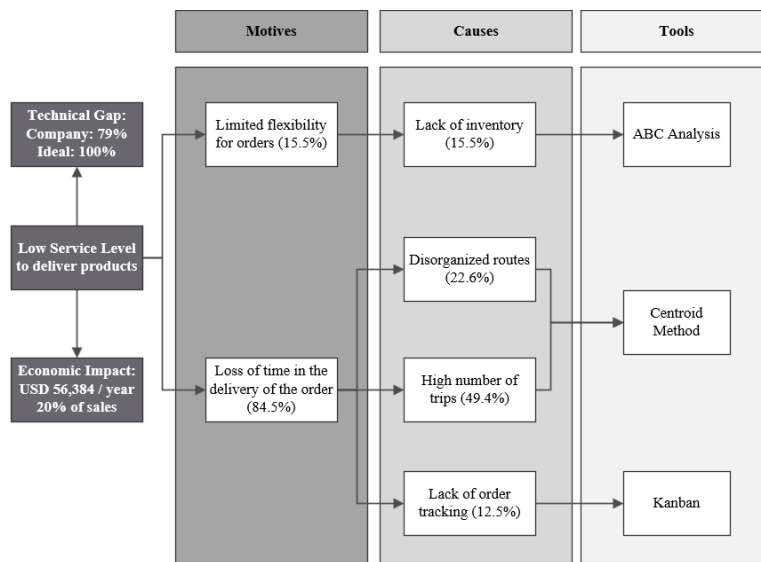 Motives
Causes
Tools
Technical Gap:
Company: 79%
Ideal: 100%
Limited flexibility
for orders (15.5%)
Lack of inventory
(15.5%)
ABC Analysis
Low Service Level
to deliver products
Disorganized routes
(22.6%)
Centroid
Method
Economic Impact:
USD 56,384 / year
20% of sales
Loss of time in the
delivery of the order
(84.5%)
High number of
trips (49.4%)
Lack of order
tracking (12.5%)
Kanban